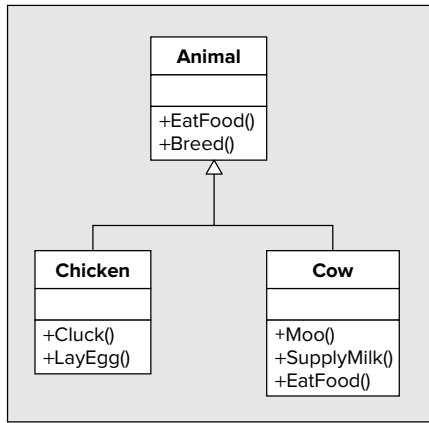 Animal
+EatFood()
+Breed()
Chicken
+Cluck()
+LayEgg()
Cow
+Moo()
+SupplyMilk()
+EatFood()